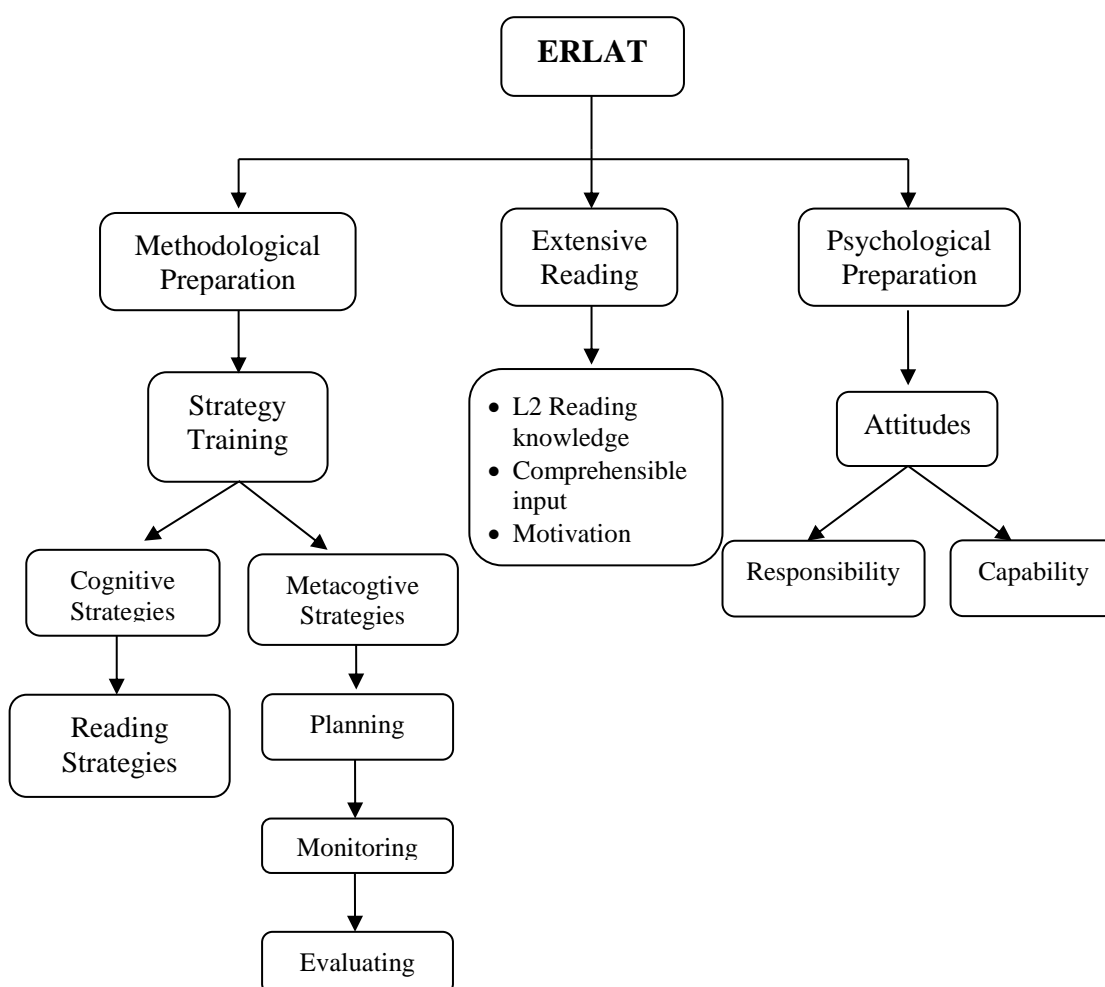 ERLAT
Methodological
Preparation
Extensive
Reading
Psychological
Preparation
Strategy
Training
• L2 Reading
knowledge
• Comprehensible
input
• Motivation
Attitudes
Cognitive
Strategies
Metacogtive
Strategies
Responsibility
Capability
Reading
Strategies
Planning
Monitoring
Evaluating